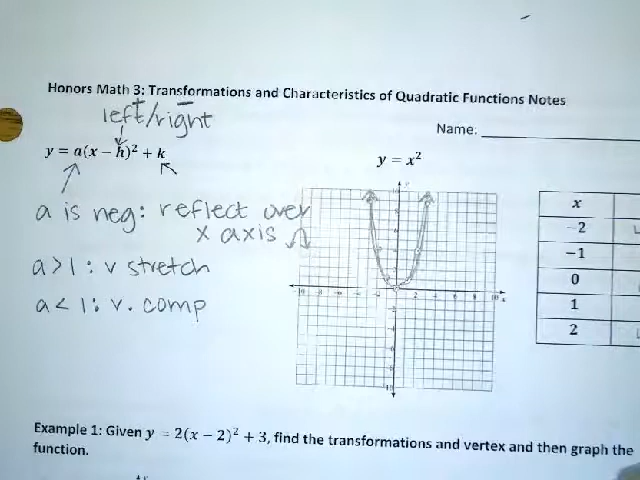 Honors Math 3: Transformations and Characteristics of Quadratic Functions Notes
left/right
Name:
y = a(x − h)² + k
y = x²
a is neg: reflect over
x axis
a>1 : v stretch
a<1: v. comp
x
−2
−1
0
1
2
Example 1: Given y = 2(x − 2)² + 3, find the transformations and vertex and then graph the
function.